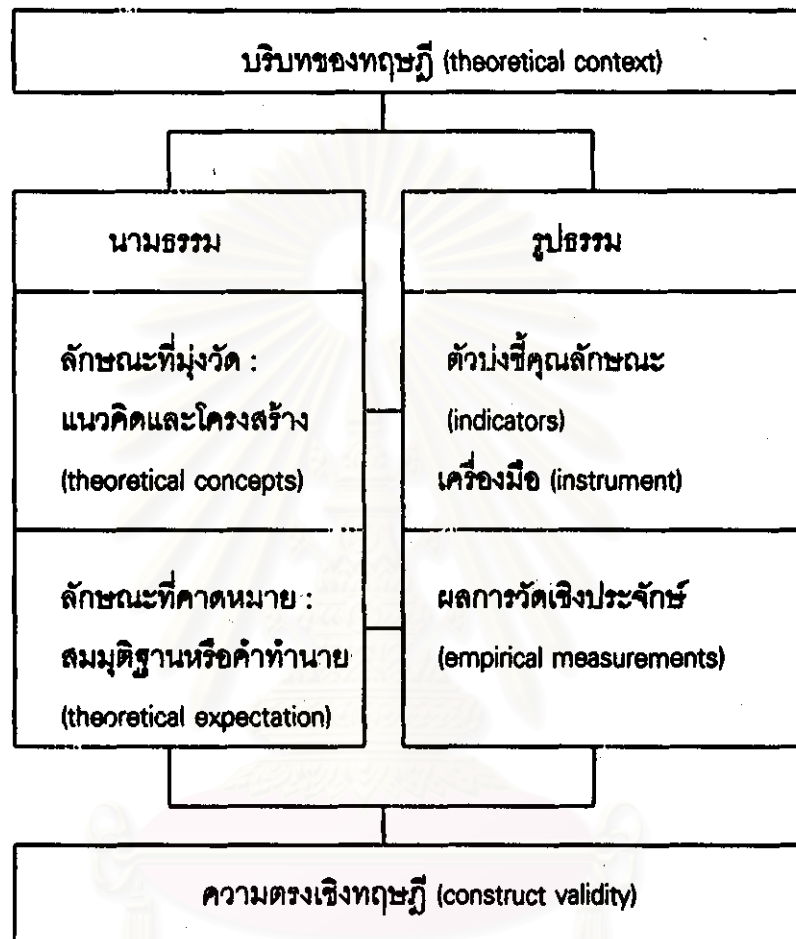 บริบทของทฤษฎี (theoretical context)
นามธรรม
รูปธรรม
ลักษณะที่มุ่งวัด :
แนวคิดและโครงสร้าง
(theoretical concepts)
ตัวบ่งชี้คุณลักษณะ
(indicators)
เครื่องมือ (instrument)
ลักษณะที่คาดหมาย :
สมมุติฐานหรือคำทำนาย
(theoretical expectation)
ผลการวัดเชิงประจักษ์
(empirical measurements)
ความตรงเชิงทฤษฎี (construct validity)